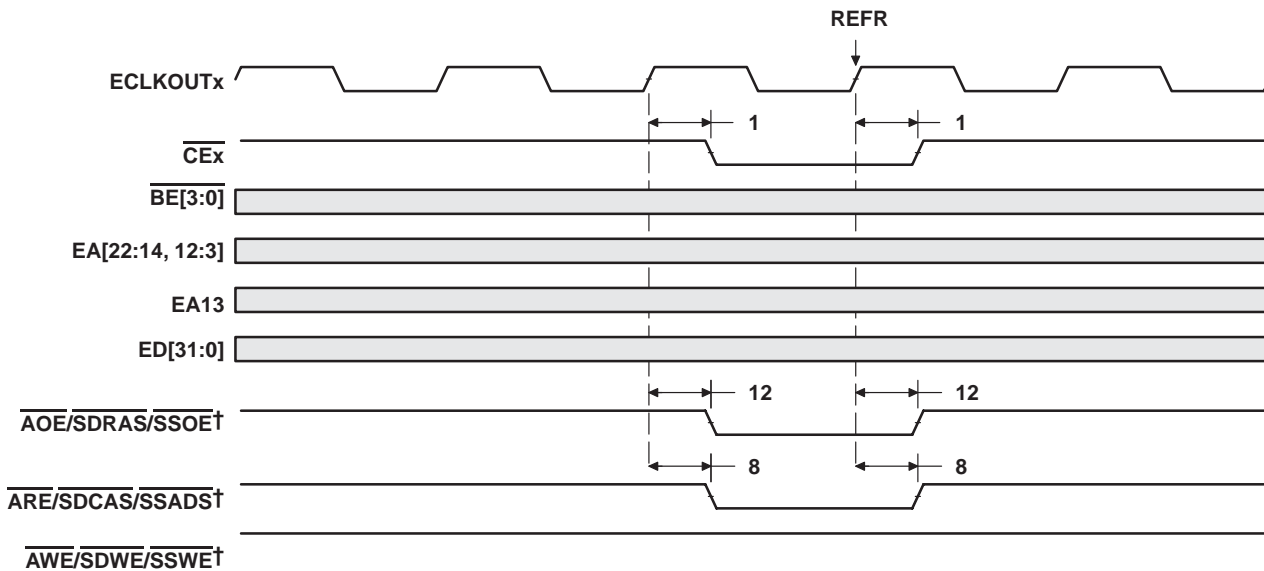 REFR
ECLKOUTx
1 1
CEx
BE[3:0]
EA[22:14, 12:3]
EA13
ED[31:0]
12 12
AOE/SDRAS/SSOE†
8 8
ARE/SDCAS/SSADS†
AWE/SDWE/SSWE†